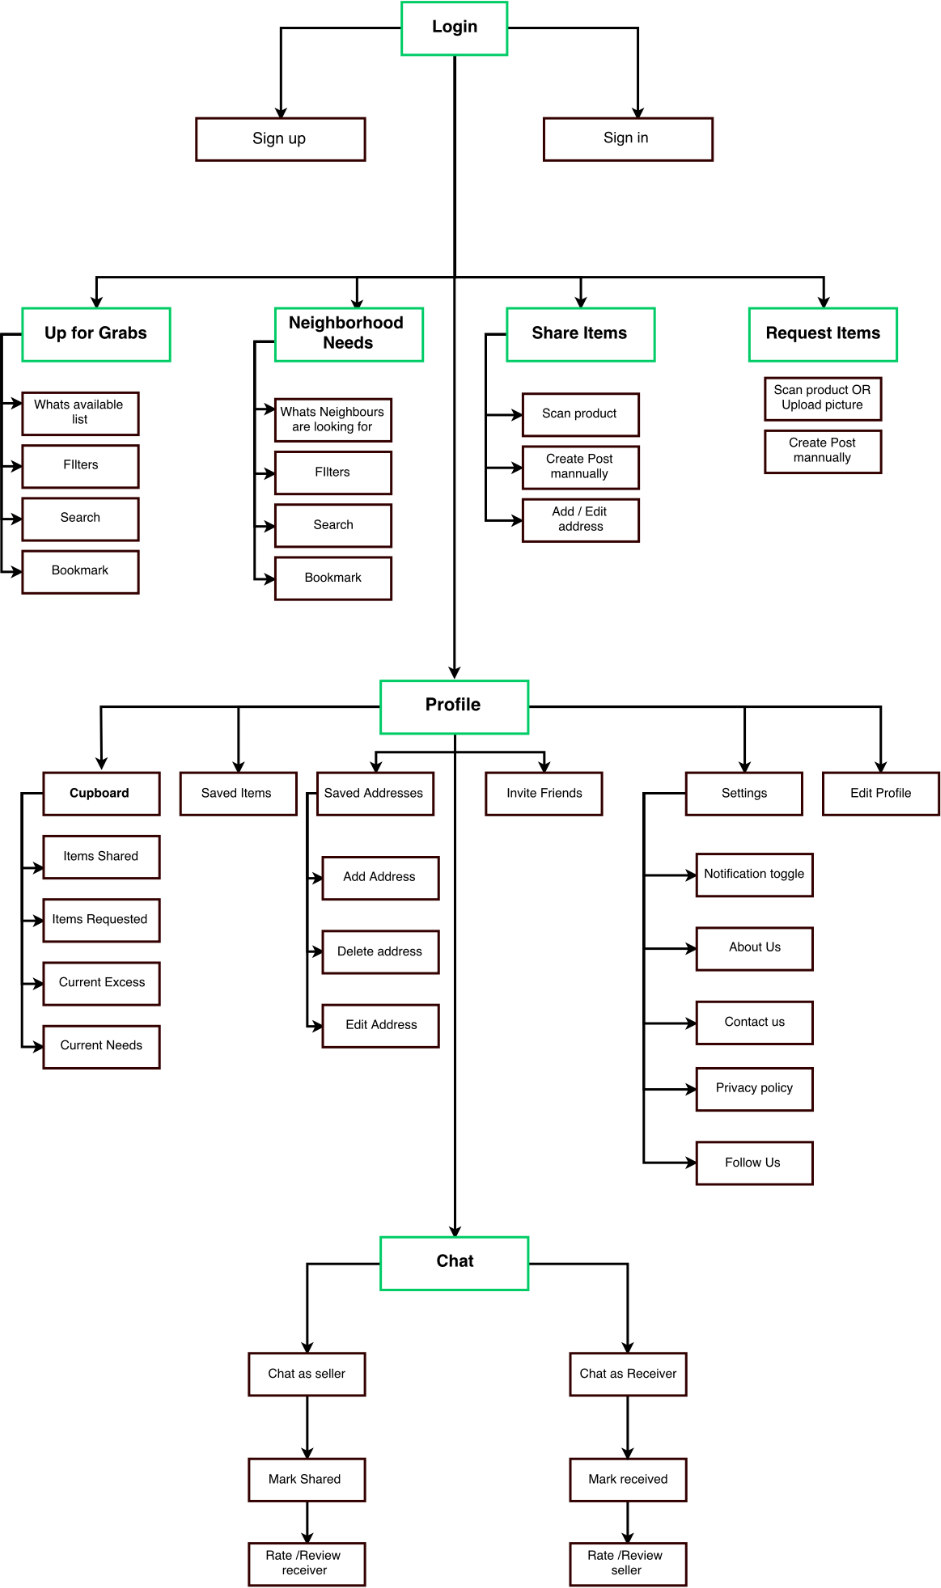 Login
Sign up
Sign in
Up for Grabs
Neighborhood
Needs
Share Items
Request Items
Whats available
list
FIlters
Search
Bookmark
Whats Neighbours
are looking for
FIlters
Search
Bookmark
Scan product
Create Post
mannually
Add / Edit
address
Scan product OR
Upload picture
Create Post
mannually
Profile
Cupboard
Saved Items
Saved Addresses
Invite Friends
Settings
Edit Profile
Items Shared
Items Requested
Current Excess
Current Needs
Add Address
Delete address
Edit Address
Notification toggle
About Us
Contact us
Privacy policy
Follow Us
Chat
Chat as seller
Chat as Receiver
Mark Shared
Mark received
Rate /Review
receiver
Rate /Review
seller